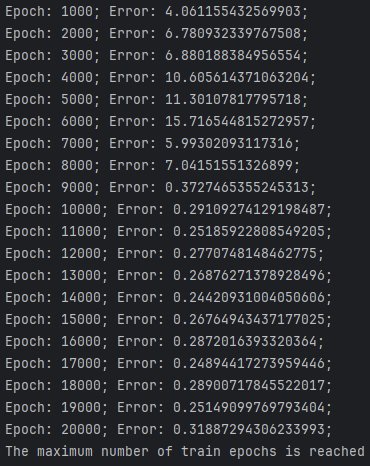 Epoch: 1000; Error: 4.061155432569903;
Epoch: 2000; Error: 6.780932339767508;
Epoch: 3000; Error: 6.880188384956554;
Epoch: 4000; Error: 10.605614371063204;
Epoch: 5000; Error: 11.30107817795718;
Epoch: 6000; Error: 15.716544815272957;
Epoch: 7000; Error: 5.99302093117316;
Epoch: 8000; Error: 7.04151551326899;
Epoch: 9000; Error: 0.3727465355245313;
Epoch: 10000; Error: 0.29109274129198487;
Epoch: 11000; Error: 0.25185922808549205;
Epoch: 12000; Error: 0.2770748148462775;
Epoch: 13000; Error: 0.26876271378928496;
Epoch: 14000; Error: 0.24420931004050606;
Epoch: 15000; Error: 0.26764943437177025;
Epoch: 16000; Error: 0.2872016393320364;
Epoch: 17000; Error: 0.24894417273959446;
Epoch: 18000; Error: 0.28900717845522017;
Epoch: 19000; Error: 0.25149099769793404;
Epoch: 20000; Error: 0.31887294306233993;
The maximum number of train epochs is reached